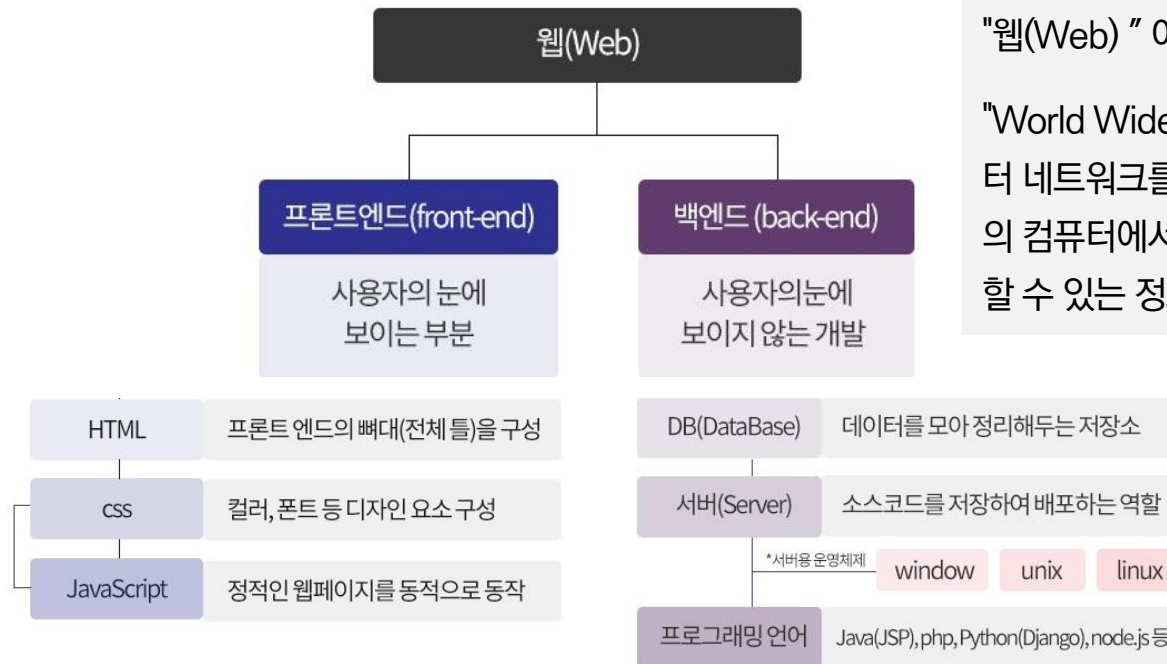 웹(Web)
"웹(Web) ”
"World Wide
터 네트워크를
의 컴퓨터에서
할 수 있는
프론트엔드(front-end)
사용자의 눈에
보이는 부분
백엔드 (back-end)
사용자의눈에
보이지 않는 개발
HTML
프론트 엔드의 뼈대(전체 틀)을 구성
css
컬러, 폰트 등 디자인 요소 구성
JavaScript
정적인 웹페이지를 동적으로 동작
DB(DataBase)
데이터를 모아 정리해두는 저장소
서버(Server)
소스코드를 저장하여 배포하는 역할
*서버용 운영체제
window
unix
linux
프로그래밍 언어
Java(JSP), php, Python(Django), node.js 등